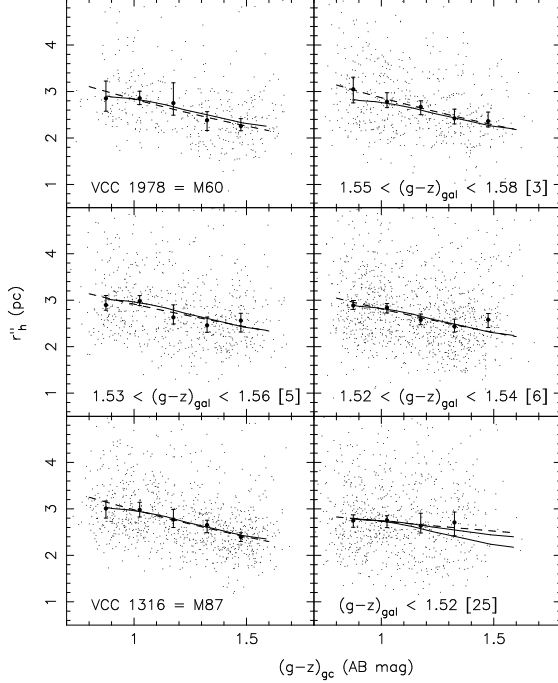 4
3
2
1
VCC 1978 = M60
1.55 < (g−z)gal < 1.58 [3]
4
3
2
1
r″h (pc)
1.53 < (g−z)gal < 1.56 [5]
1.52 < (g−z)gal < 1.54 [6]
4
3
2
1
VCC 1316 = M87
(g−z)gal < 1.52 [25]
1 1.5 1 1.5
(g−z)gc (AB mag)